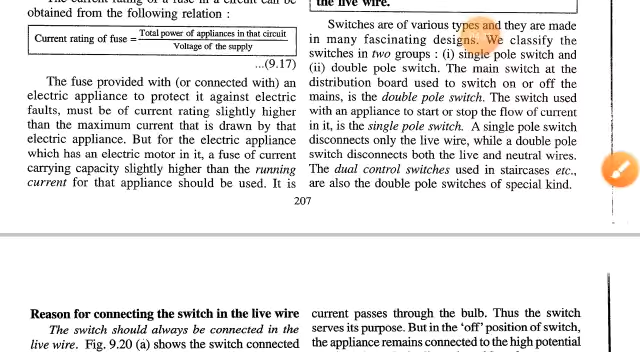 obtained from the following relation :
Current rating of fuse = Total power of appliances in that circuit / Voltage of the supply
...(9.17)
The fuse provided with (or connected with) an
electric appliance to protect it against electric
faults, must be of current rating slightly higher
than the maximum current that is drawn by that
electric appliance. But for the electric appliance
which has an electric motor in it, a fuse of current
carrying capacity slightly higher than the running
current for that appliance should be used. It is
the live wire.
Switches are of various types and they are made
in many fascinating designs. We classify the
switches in two groups : (i) single pole switch and
(ii) double pole switch. The main switch at the
distribution board used to switch on or off the
mains, is the double pole switch. The switch used
with an appliance to start or stop the flow of current
in it, is the single pole switch. A single pole switch
disconnects only the live wire, while a double pole
switch disconnects both the live and neutral wires.
The dual control switches used in staircases etc.,
are also the double pole switches of special kind.
207
Reason for connecting the switch in the live wire
The switch should always be connected in the
live wire. Fig. 9.20 (a) shows the switch connected
current passes through the bulb. Thus the switch
serves its purpose. But in the 'off' position of switch,
the appliance remains connected to the high potential